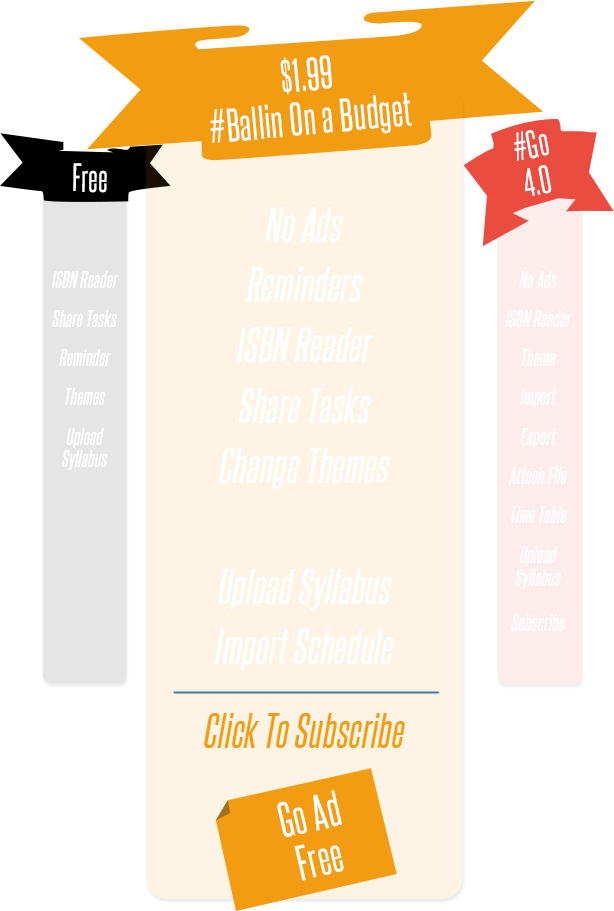 $1.99
#Ballin On a Budget
Free
ISBN Reader
Share Tasks
Reminder
Themes
Upload
Syllabus
No Ads
Reminders
ISBN Reader
Share Tasks
Change Themes
Upload Syllabus
Import Schedule
Click To Subscribe
Go Ad
Free
#Go
4.0
No Ads
ISBN Reader
Theme
Import
Export
Attach FIle
Time Table
Upload
Syllabus
Subscribe